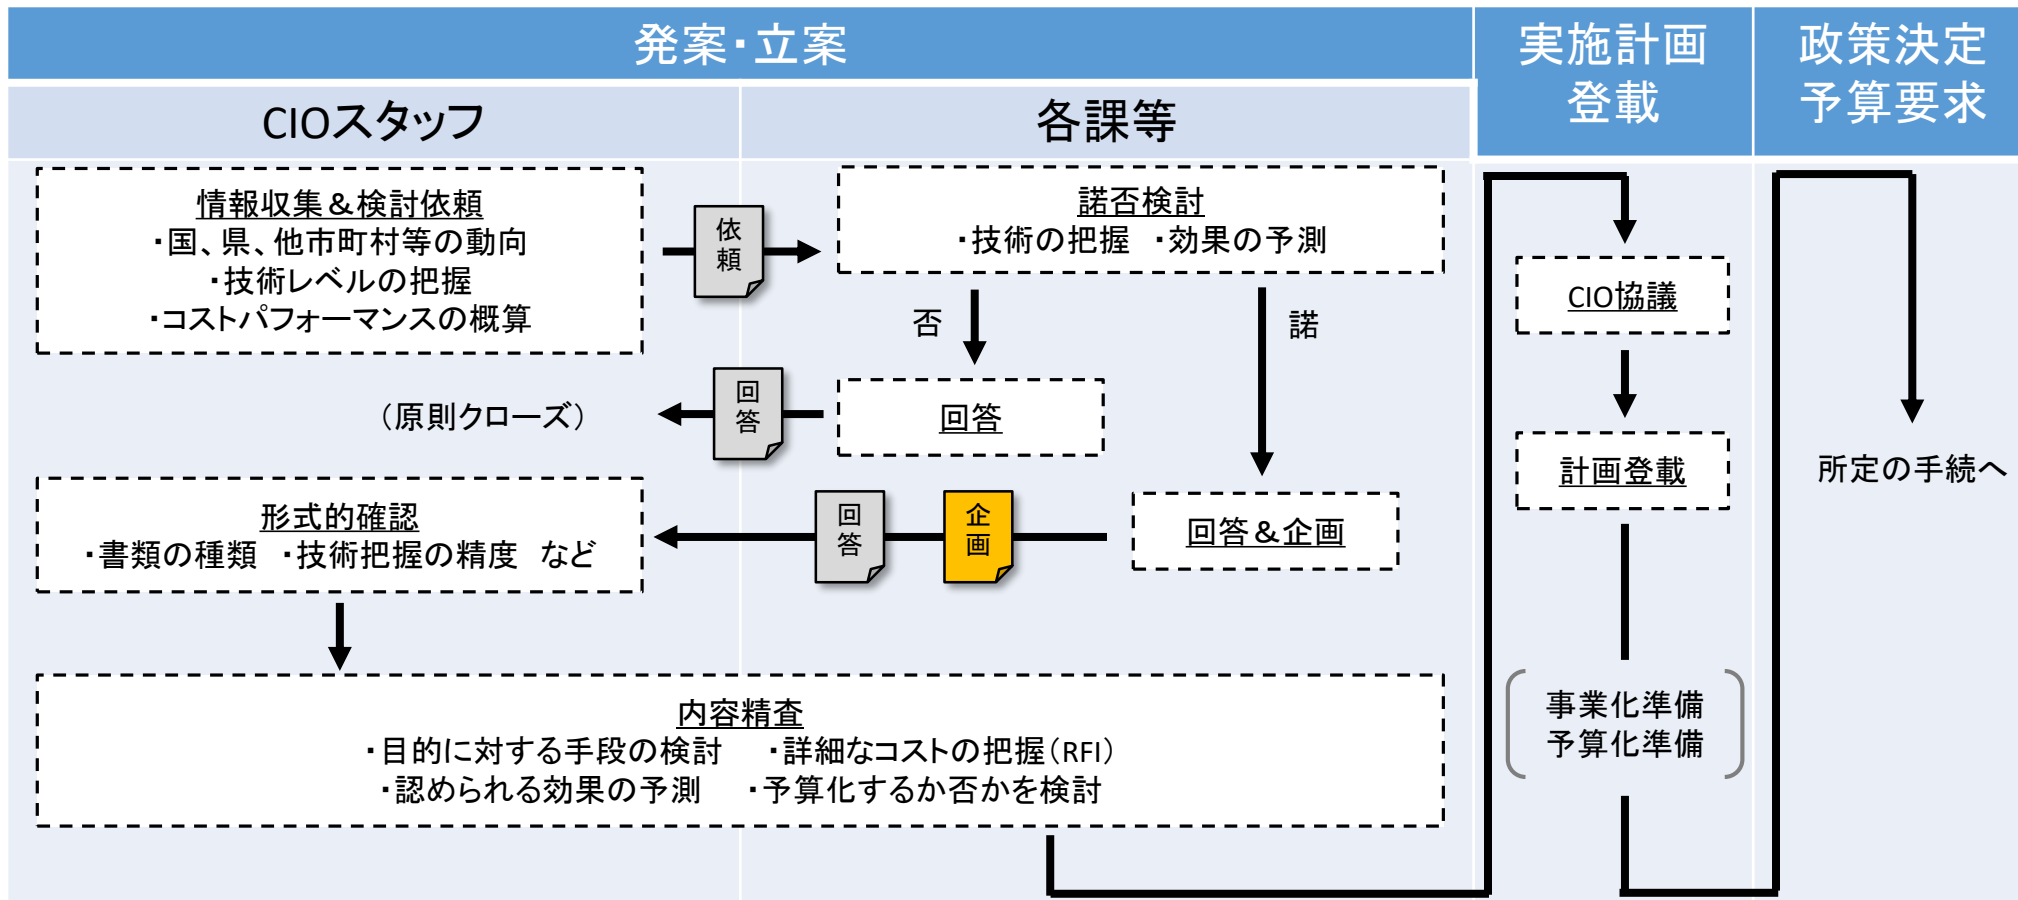 発案・立案
実施計画
登載
政策決定
予算要求
CIOスタッフ
各課等
情報収集＆検討依頼
・国、県、他市町村等の動向
・技術レベルの把握
・コストパフォーマンスの概算
依頼
諾否検討
・技術の把握　・効果の予測
否
諾
回答
回答
（原則クローズ）
回答＆企画
企画
回答
形式的確認
・書類の種類　・技術把握の精度　など
内容精査
・目的に対する手段の検討　・詳細なコストの把握（RFI）
・認められる効果の予測　・予算化するか否かを検討
CIO協議
計画登載
事業化準備
予算化準備
所定の手続へ